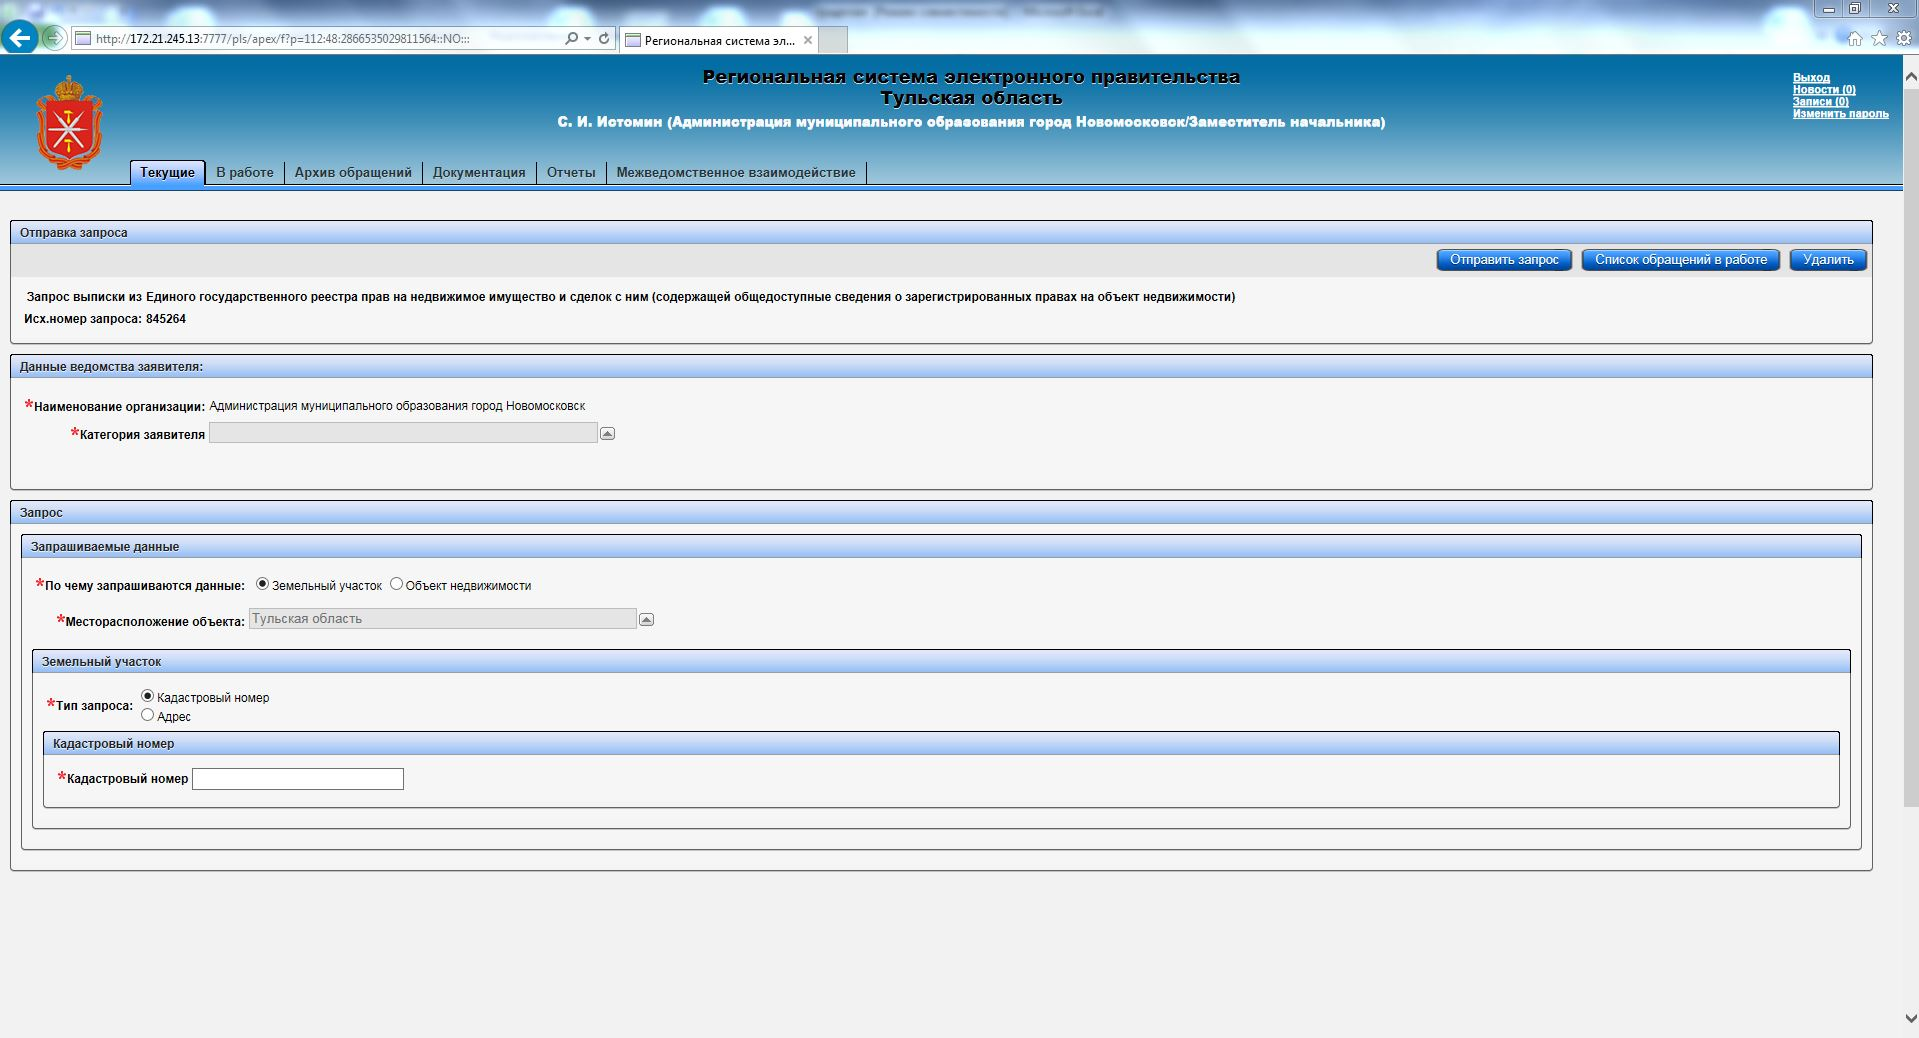 http://172.21.245.13:7777/pls/apex/f?p=112:48:2866535029811564::NO:::
Региональная система эл...
Региональная система электронного правительства
Тульская область
С. И. Истомин (Администрация муниципального образования город Новомосковск/Заместитель начальника)
Выход
Новости (0)
Записи (0)
Изменить пароль
Текущие В работе Архив обращений Документация Отчеты Межведомственное взаимодействие
Отправка запроса
Отправить запрос Список обращений в работе Удалить
Запрос выписки из Единого государственного реестра прав на недвижимое имущество и сделок с ним (содержащей общедоступные сведения о зарегистрированных правах на объект недвижимости)
Исх.номер запроса: 845264
Данные ведомства заявителя:
*Наименование организации: Администрация муниципального образования город Новомосковск
*Категория заявителя
Запрос
Запрашиваемые данные
*По чему запрашиваются данные: Земельный участок Объект недвижимости
*Месторасположение объекта: Тульская область
Земельный участок
*Тип запроса: Кадастровый номер
Адрес
Кадастровый номер
*Кадастровый номер